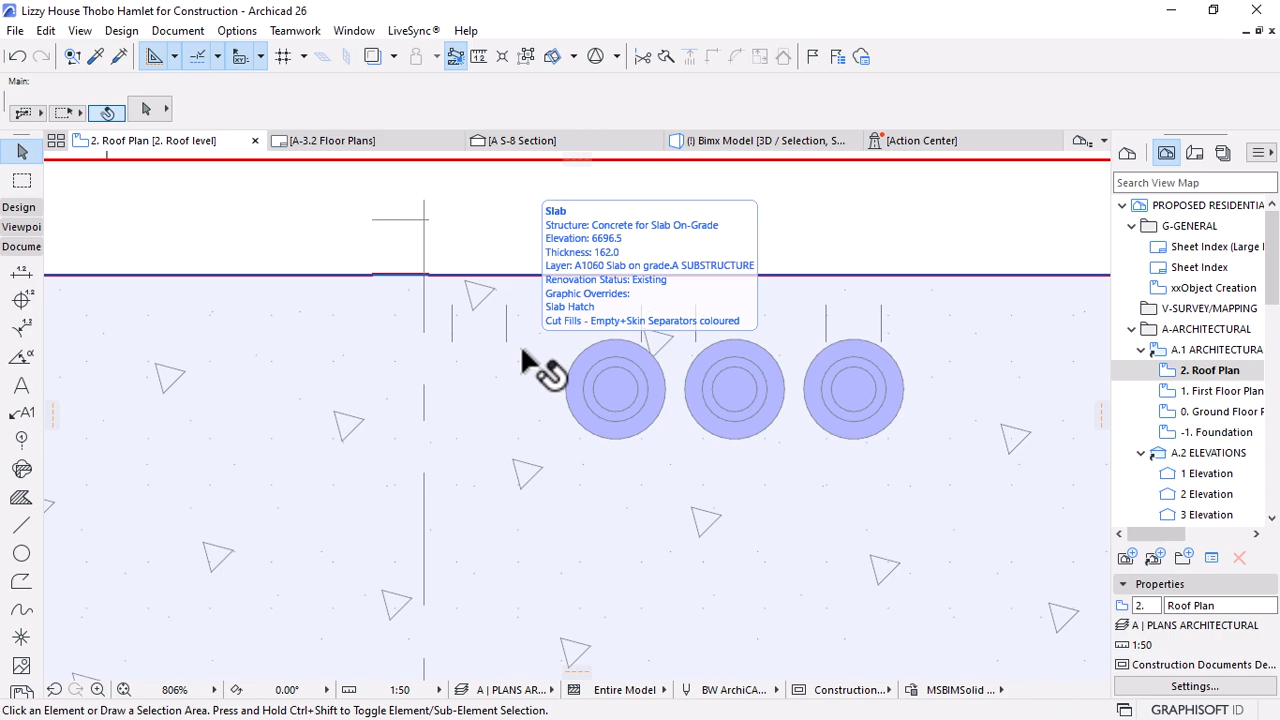 Lizzy House Thobo Hamlet for Construction - Archicad 26
File Edit View Design Document Options Teamwork Window LiveSync® Help
Main:
2. Roof Plan [2. Roof level]
[A-3.2 Floor Plans]
[A S-8 Section]
(!) Bimx Model [3D / Selection, S...
[Action Center]
Search View Map
Design
Viewpoi
Docume
PROPOSED RESIDENTIA
G-GENERAL
Sheet Index (Large I
Sheet Index
xxObject Creation
V-SURVEY/MAPPING
A-ARCHITECTURAL
A.1 ARCHITECTURA
2. Roof Plan
1. First Floor Plan
0. Ground Floor P
-1. Foundation
A.2 ELEVATIONS
1 Elevation
2 Elevation
3 Elevation
Slab
Structure: Concrete for Slab On-Grade
Elevation: 6696.5
Thickness: 162.0
Layer: A1060 Slab on grade.A SUBSTRUCTURE
Renovation Status: Existing
Graphic Overrides:
Slab Hatch
Cut Fills - Empty+Skin Separators coloured
Properties
2. Roof Plan
A | PLANS ARCHITECTURAL
1:50
Construction Documents De
Settings...
806% 0.00° 1:50 A | PLANS AR... Entire Model BW ArchiCA... Construction... MSBIMSolid ...
Click an Element or Draw a Selection Area. Press and Hold Ctrl+Shift to Toggle Element/Sub-Element Selection.
GRAPHISOFT ID